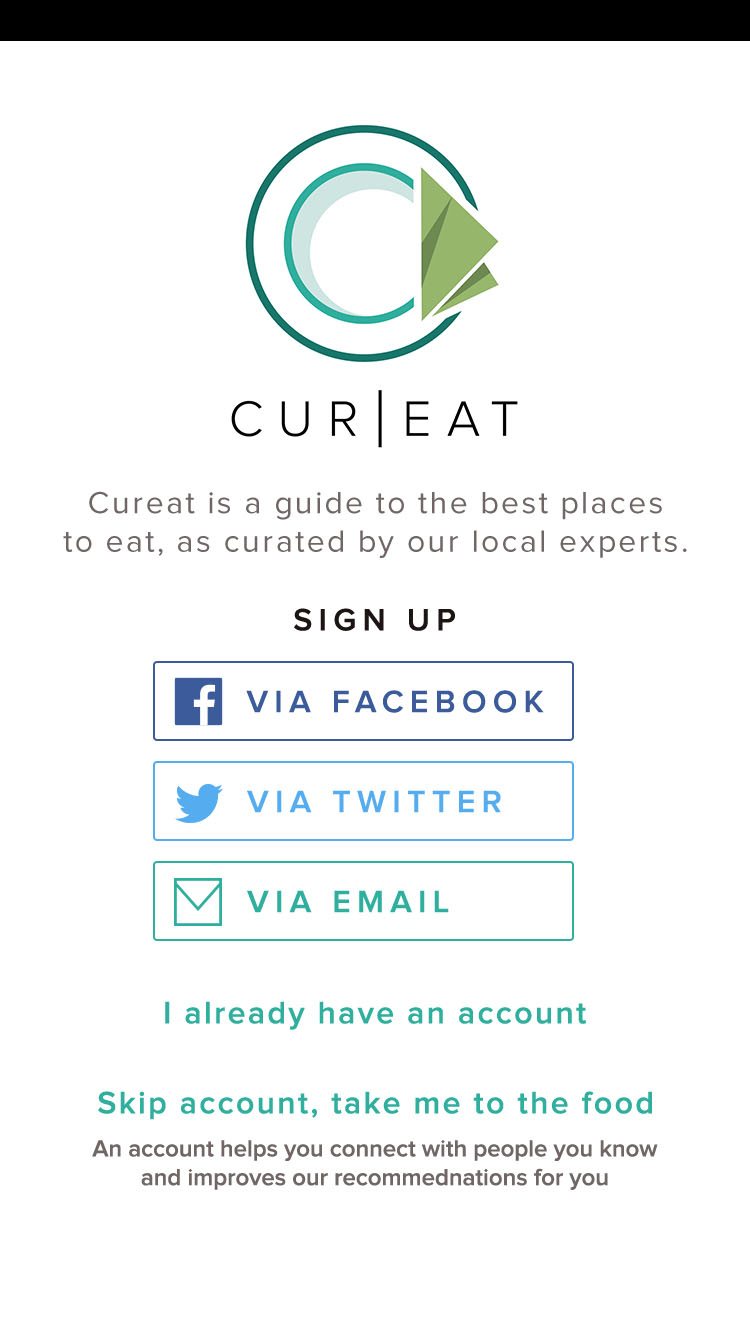 CUR|EAT
Cureat is a guide to the best places
to eat, as curated by our local experts.
SIGN UP
VIA FACEBOOK
VIA TWITTER
VIA EMAIL
I already have an account
Skip account, take me to the food
An account helps you connect with people you know
and improves our recommednations for you